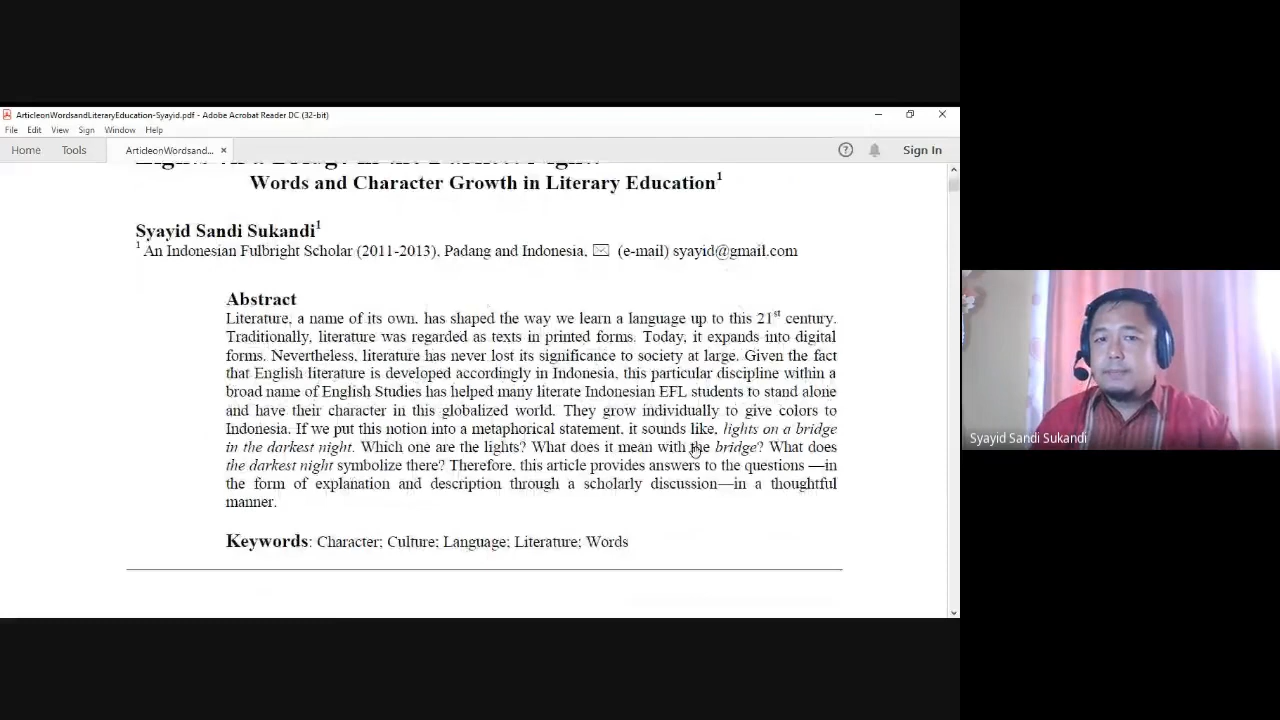 ArticleonWordsandLiteraryEducation-Syayid.pdf - Adobe Acrobat Reader DC (32-bit)
File Edit View Sign Window Help
Home Tools ArticleonWordsand... × Sign In
Words and Character Growth in Literary Education1
Syayid Sandi Sukandi1
1 An Indonesian Fulbright Scholar (2011-2013), Padang and Indonesia, (e-mail) syayid@gmail.com
Abstract
Literature, a name of its own, has shaped the way we learn a language up to this 21st century.
Traditionally, literature was regarded as texts in printed forms. Today, it expands into digital
forms. Nevertheless, literature has never lost its significance to society at large. Given the fact
that English literature is developed accordingly in Indonesia, this particular discipline within a
broad name of English Studies has helped many literate Indonesian EFL students to stand alone
and have their character in this globalized world. They grow individually to give colors to
Indonesia. If we put this notion into a metaphorical statement, it sounds like, lights on a bridge
in the darkest night. Which one are the lights? What does it mean with the bridge? What does
the darkest night symbolize there? Therefore, this article provides answers to the questions —in
the form of explanation and description through a scholarly discussion—in a thoughtful
manner.
Keywords: Character; Culture; Language; Literature; Words
Syayid Sandi Sukandi